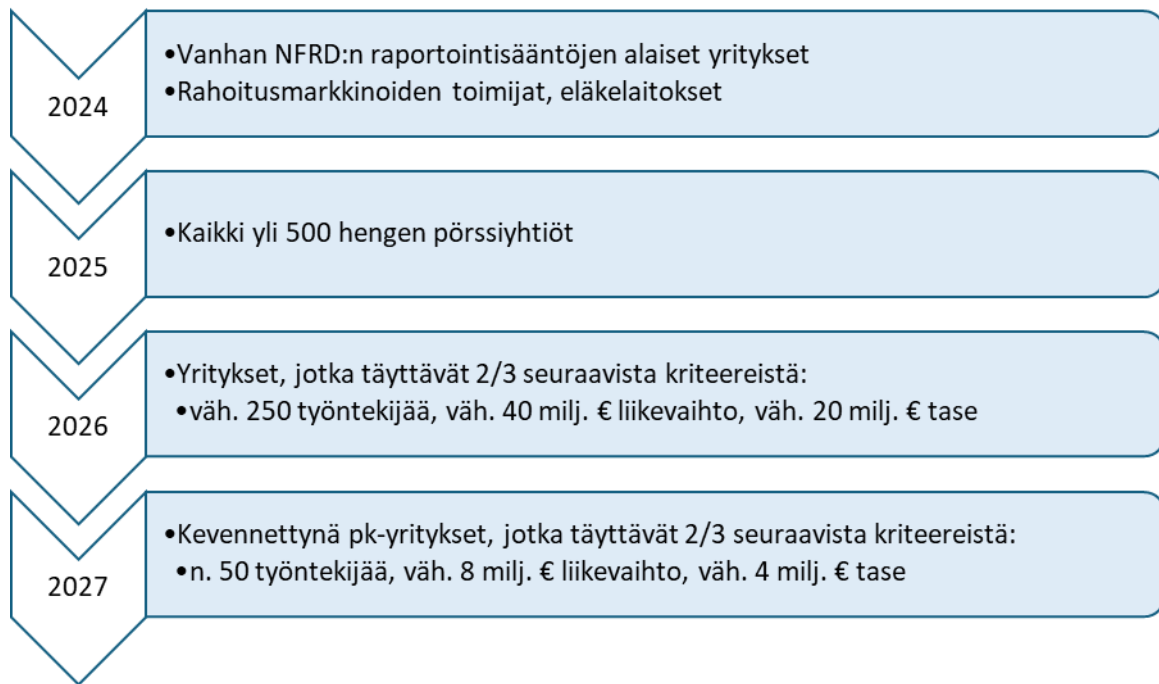 2024
•Vanhan NFRD:n raportointisääntöjen alaiset yritykset
•Rahoitusmarkkinoiden toimijat, eläkelaitokset
2025
•Kaikki yli 500 hengen pörssiyhtiöt
2026
•Yritykset, jotka täyttävät 2/3 seuraavista kriteereistä:
•väh. 250 työntekijää, väh. 40 milj. € liikevaihto, väh. 20 milj. € tase
2027
•Kevennettynä pk-yritykset, jotka täyttävät 2/3 seuraavista kriteereistä:
•n. 50 työntekijää, väh. 8 milj. € liikevaihto, väh. 4 milj. € tase